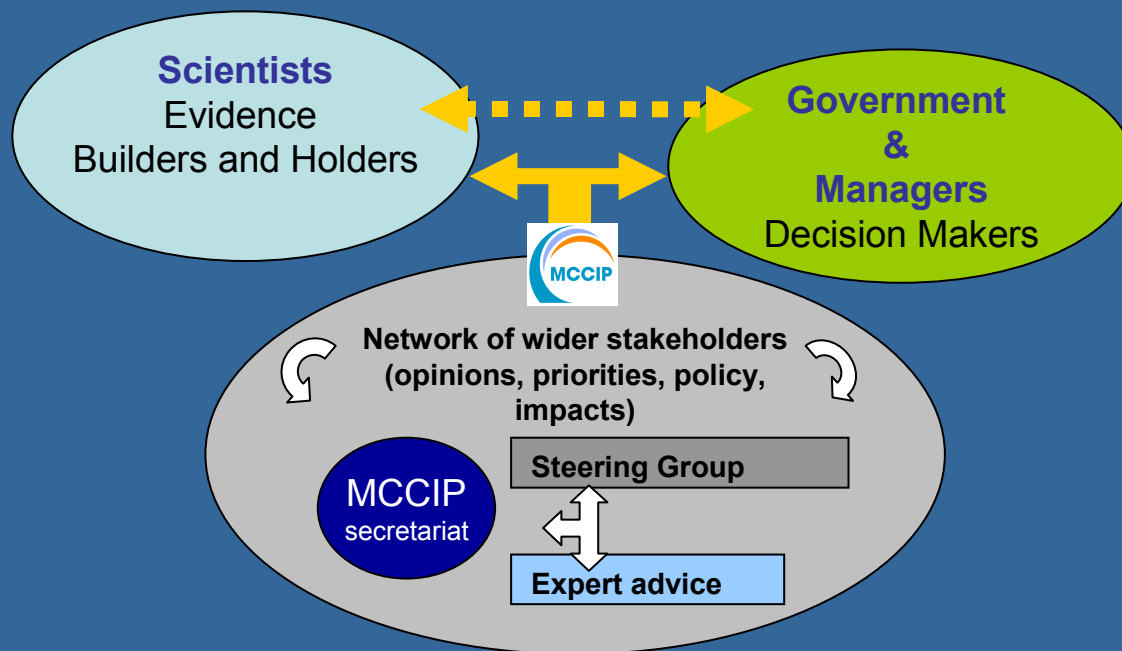 Scientists
Evidence
Builders and Holders
Government
&
Managers
Decision Makers
MCCIP
Network of wider stakeholders
(opinions, priorities, policy,
impacts)
Steering Group
MCCIP
secretariat
Expert advice